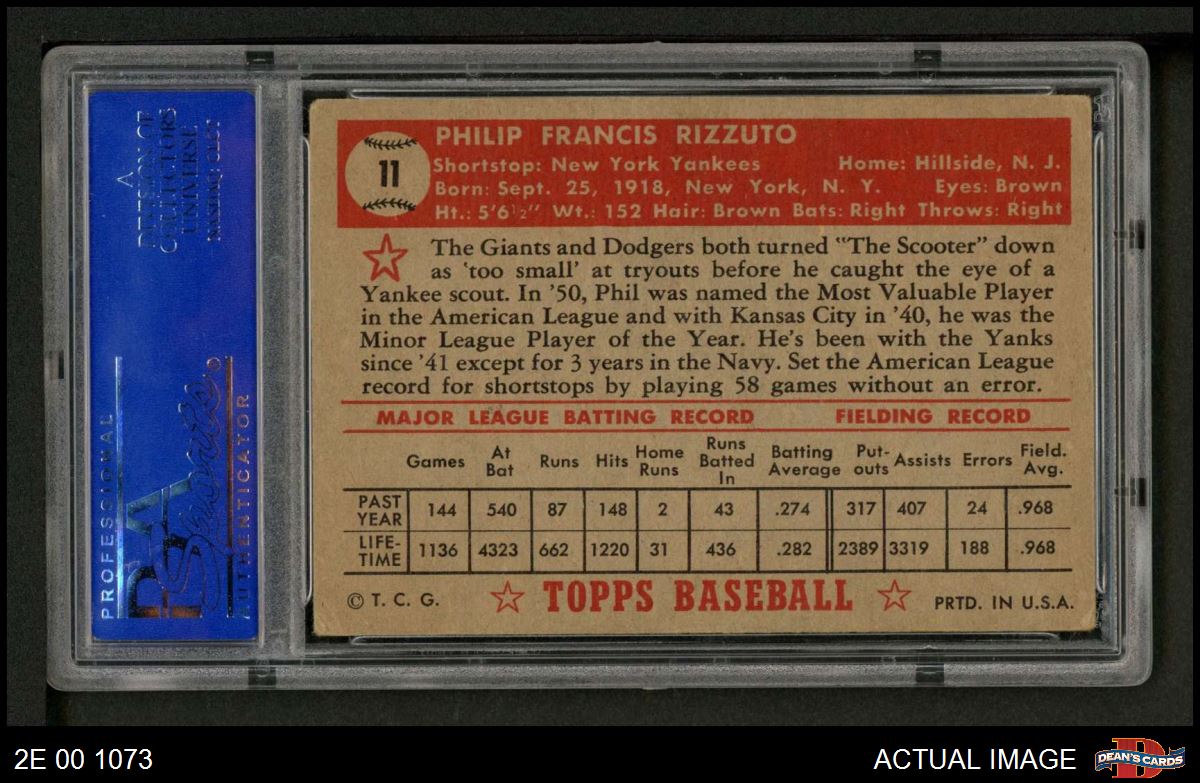 A
DIVISION OF
COLLECTORS
UNIVERSE
NASDAQ: CLCT
PROFESSIONAL
PSA
AUTHENTICATOR
11
PHILIP FRANCIS RIZZUTO
Shortstop: New York Yankees Home: Hillside, N. J.
Born: Sept. 25, 1918, New York, N. Y. Eyes: Brown
Ht.: 5'6½" Wt.: 152 Hair: Brown Bats: Right Throws: Right
The Giants and Dodgers both turned "The Scooter" down
as 'too small' at tryouts before he caught the eye of a
Yankee scout. In '50, Phil was named the Most Valuable Player
in the American League and with Kansas City in '40, he was the
Minor League Player of the Year. He's been with the Yanks
since '41 except for 3 years in the Navy. Set the American League
record for shortstops by playing 58 games without an error.
MAJOR LEAGUE BATTING RECORD FIELDING RECORD
Games At Bat Runs Hits Home Runs Runs Batted In Batting Average Put-outs Assists Errors Field. Avg.
PAST YEAR 144 540 87 148 2 43 .274 317 407 24 .968
LIFE-TIME 1136 4323 662 1220 31 436 .282 2389 3319 188 .968
© T. C. G. TOPPS BASEBALL PRTD. IN U.S.A.
2E 00 1073
ACTUAL IMAGE
D
DEAN'S CARDS